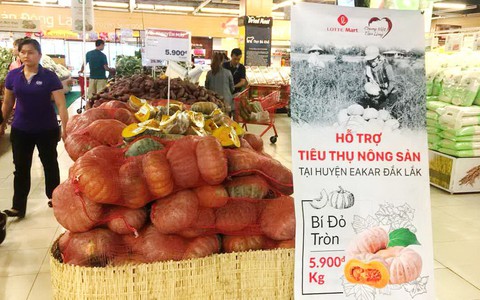 5.900đ
LOTTE Mart
HỖ TRỢ
TIÊU THỤ NÔNG SẢN
TẠI HUYỆN EAKAR ĐẮK LẮK
Bí Đỏ
Tròn
5.900đ
Kg